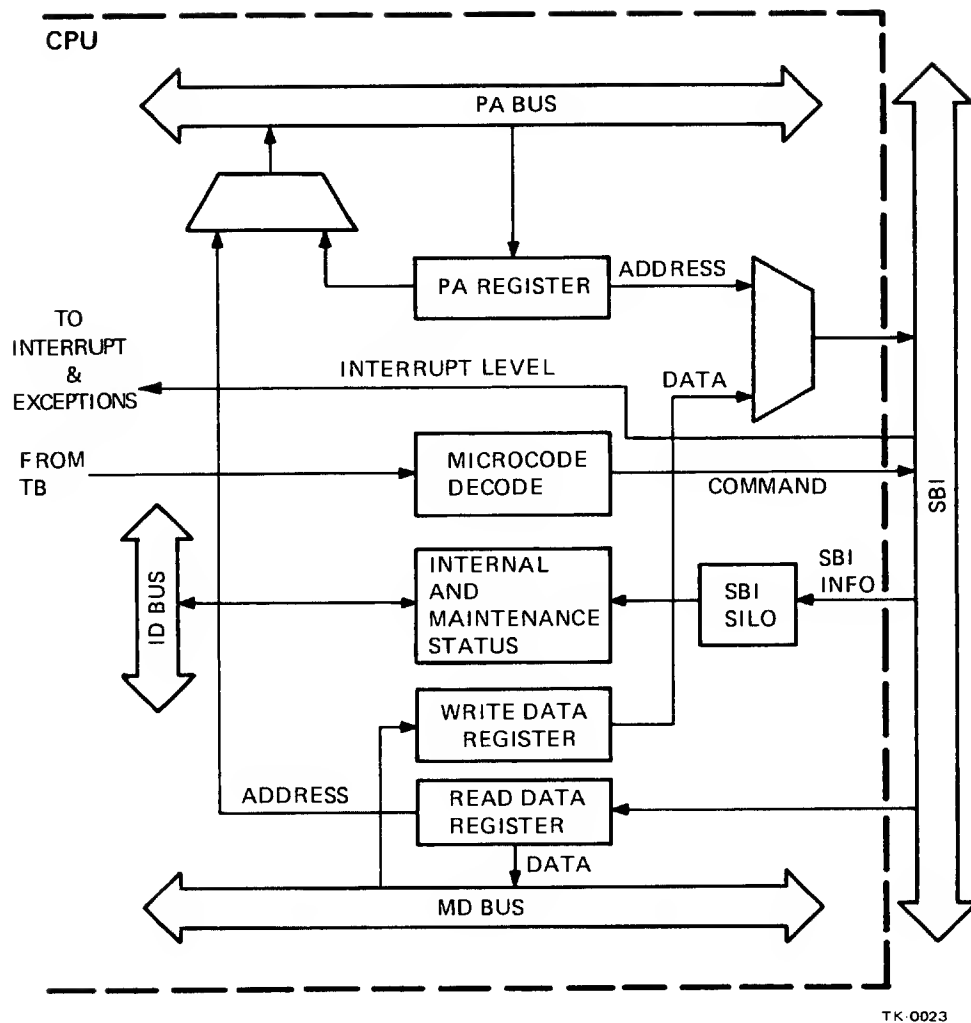 CPU
PA BUS
PA REGISTER
ADDRESS
TO
INTERRUPT
&
EXCEPTIONS
INTERRUPT LEVEL
DATA
FROM
TB
MICROCODE
DECODE
COMMAND
SBI
ID BUS
INTERNAL
AND
MAINTENANCE
STATUS
SBI
SILO
SBI
INFO
WRITE DATA
REGISTER
ADDRESS
READ DATA
REGISTER
DATA
MD BUS
TK-0023